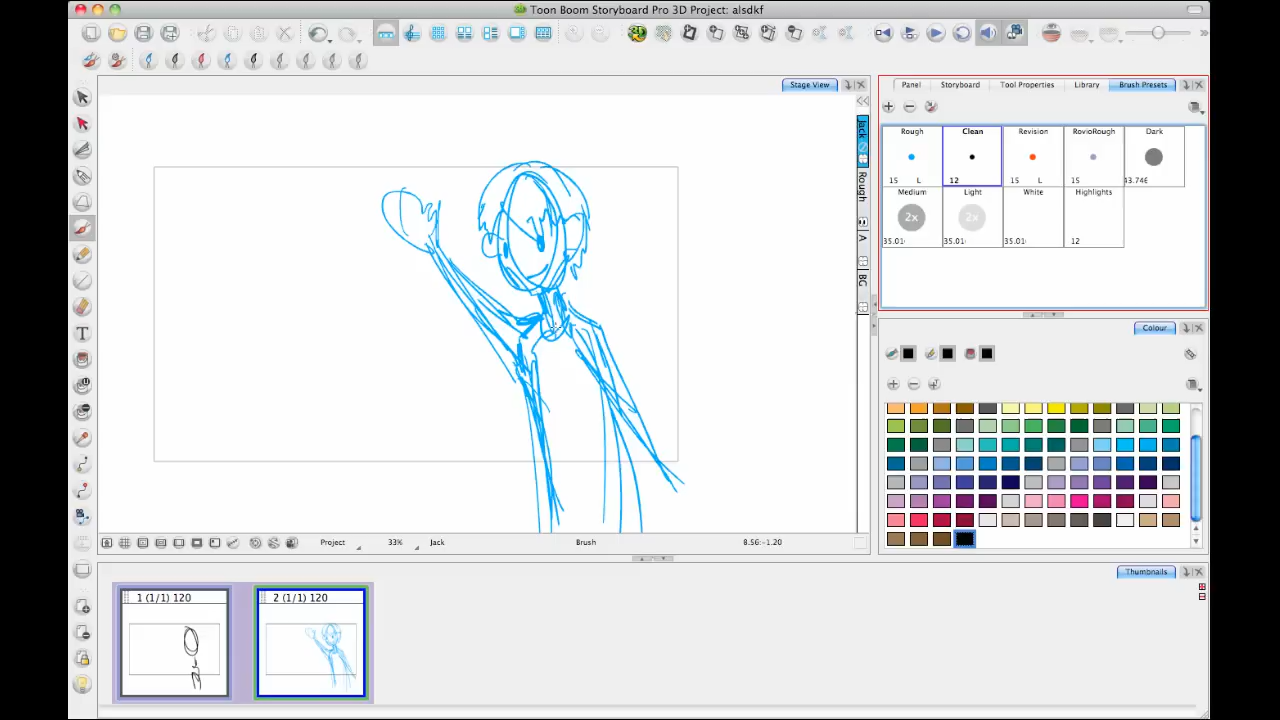 Toon Boom Storyboard Pro 3D Project: alsdkf
Stage View
Jack
Rough
A
BG
Panel Storyboard Tool Properties Library Brush Presets
Rough Clean Revision RovioRough Dark
15 L 12 15 L 15 43.74€
Medium Light White Highlights
2x 2x
35.01 35.01 35.01 12
Colour
T
Project 33% Jack Brush 8.56:-1.20
Thumbnails
1 (1/1) 120 2 (1/1) 120